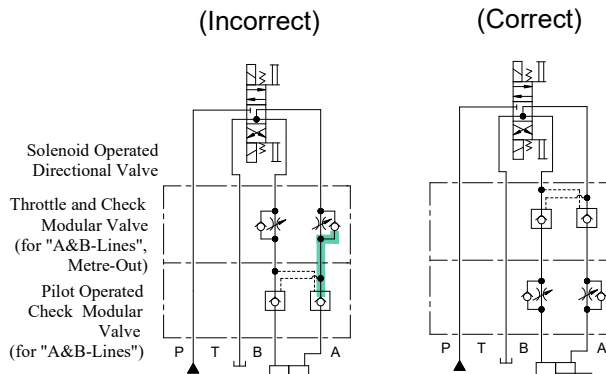 (Incorrect)
(Correct)
Solenoid Operated
Directional Valve
Throttle and Check
Modular Valve
(for "A&B-Lines",
Metre-Out)
Pilot Operated
Check Modular
Valve
(for "A&B-Lines")
P T B A
P T B A